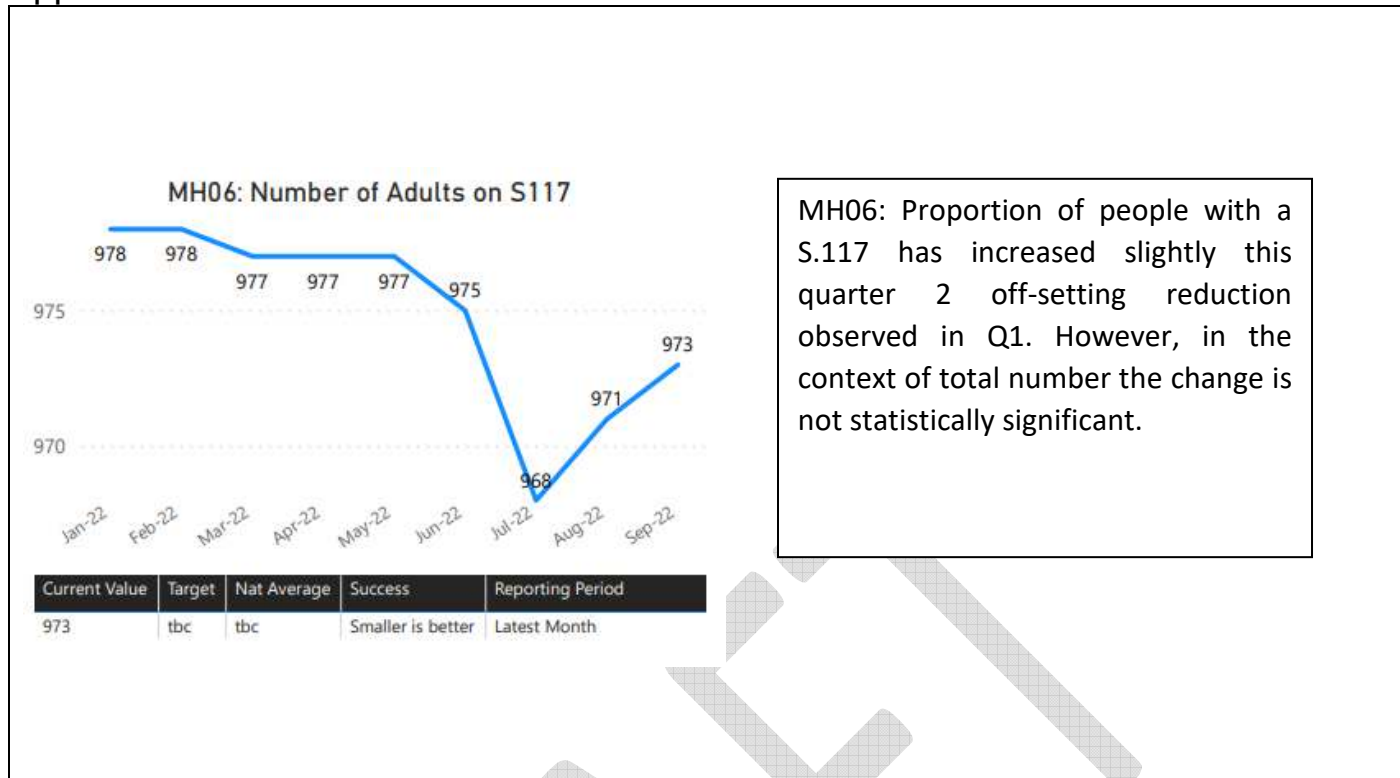 MH06: Number of Adults on S117
978
978
977
977
977
975
968
971
973
975
970
Jan-22
Feb-22
Mar-22
Apr-22
May-22
Jun-22
Jul-22
Aug-22
Sep-22
Current Value Target Nat Average Success Reporting Period
973 tbc tbc Smaller is better Latest Month
MH06: Proportion of people with a
S.117 has increased slightly this
quarter 2 off-setting reduction
observed in Q1. However, in the
context of total number the change is
not statistically significant.